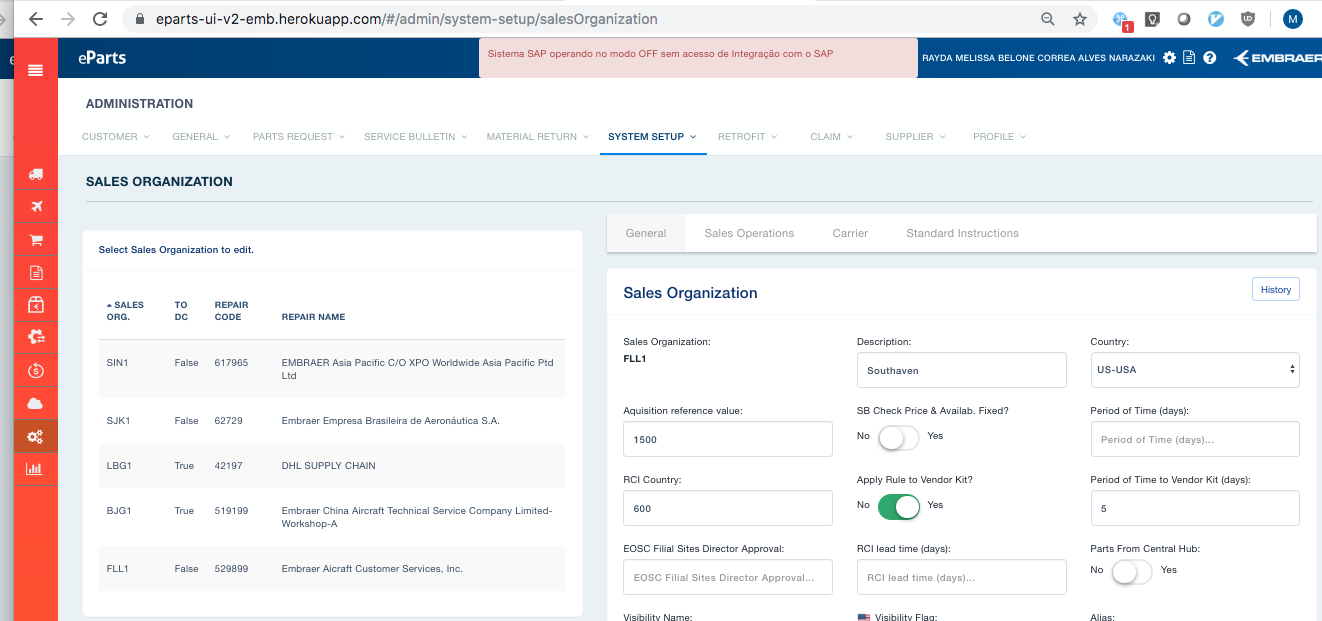 eparts-ui-v2-emb.herokuapp.com/#/admin/system-setup/salesOrganization
1
UD
M
eParts
Sistema SAP operando no modo OFF sem acesso de Integração com o SAP
RAYDA MELISSA BELONE CORREA ALVES NARAZAKI
EMBRAER
ADMINISTRATION
CUSTOMER
GENERAL
PARTS REQUEST
SERVICE BULLETIN
MATERIAL RETURN
SYSTEM SETUP
RETROFIT
CLAIM
SUPPLIER
PROFILE
SALES ORGANIZATION
Select Sales Organization to edit.
SALES ORG.
TO DC
REPAIR CODE
REPAIR NAME
SIN1 False 617965 EMBRAER Asia Pacific C/O XPO Worldwide Asia Pacific Ptd
Ltd
SJK1 False 62729 Embraer Empresa Brasileira de Aeronáutica S.A.
LBG1 True 42197 DHL SUPPLY CHAIN
BJG1 True 519199 Embraer China Aircraft Technical Service Company Limited-
Workshop-A
FLL1 False 529899 Embraer Aicraft Customer Services, Inc.
General
Sales Operations
Carrier
Standard Instructions
Sales Organization
History
Sales Organization:
FLL1
Description:
Southaven
Country:
US-USA
Aquisition reference value:
1500
SB Check Price & Availab. Fixed?
No Yes
Period of Time (days):
Period of Time (days)...
RCI Country:
600
Apply Rule to Vendor Kit?
No Yes
Period of Time to Vendor Kit (days):
5
EOSC Filial Sites Director Approval:
EOSC Filial Sites Director Approval...
RCI lead time (days):
RCI lead time (days)...
Parts From Central Hub:
No Yes
Visibility Name:
Visibility Flag:
Alias: